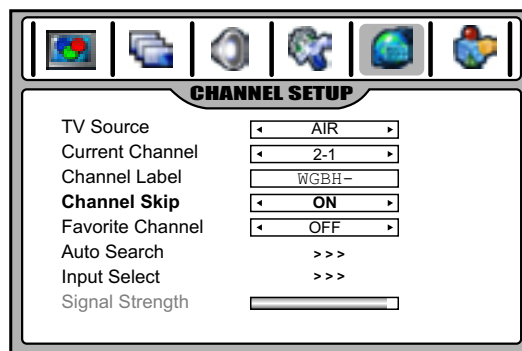 CHANNEL SETUP
TV Source AIR
Current Channel 2-1
Channel Label WGBH-
Channel Skip ON
Favorite Channel OFF
Auto Search >>>
Input Select >>>
Signal Strength